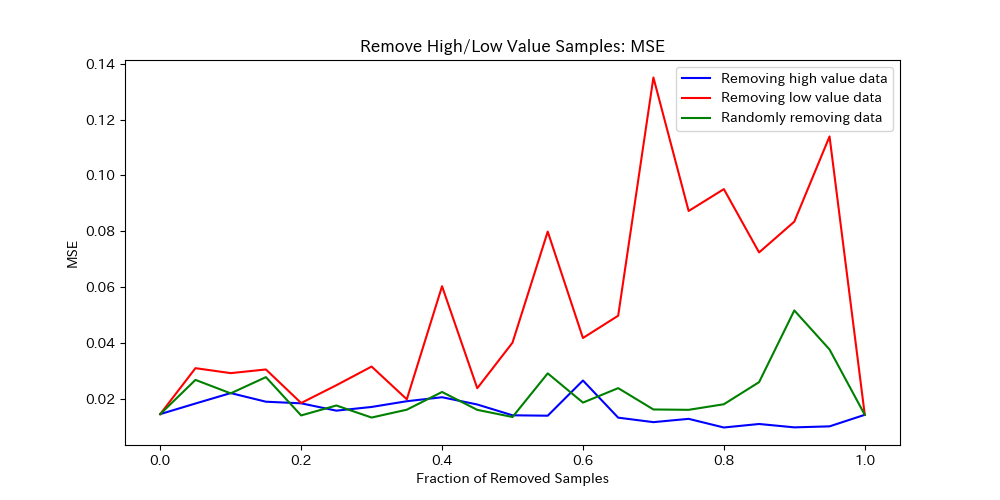 Remove High/Low Value Samples: MSE
Removing high value data
Removing low value data
Randomly removing data
0.14
0.12
0.10
0.08
0.06
0.04
0.02
MSE
0.0 0.2 0.4 0.6 0.8 1.0
Fraction of Removed Samples